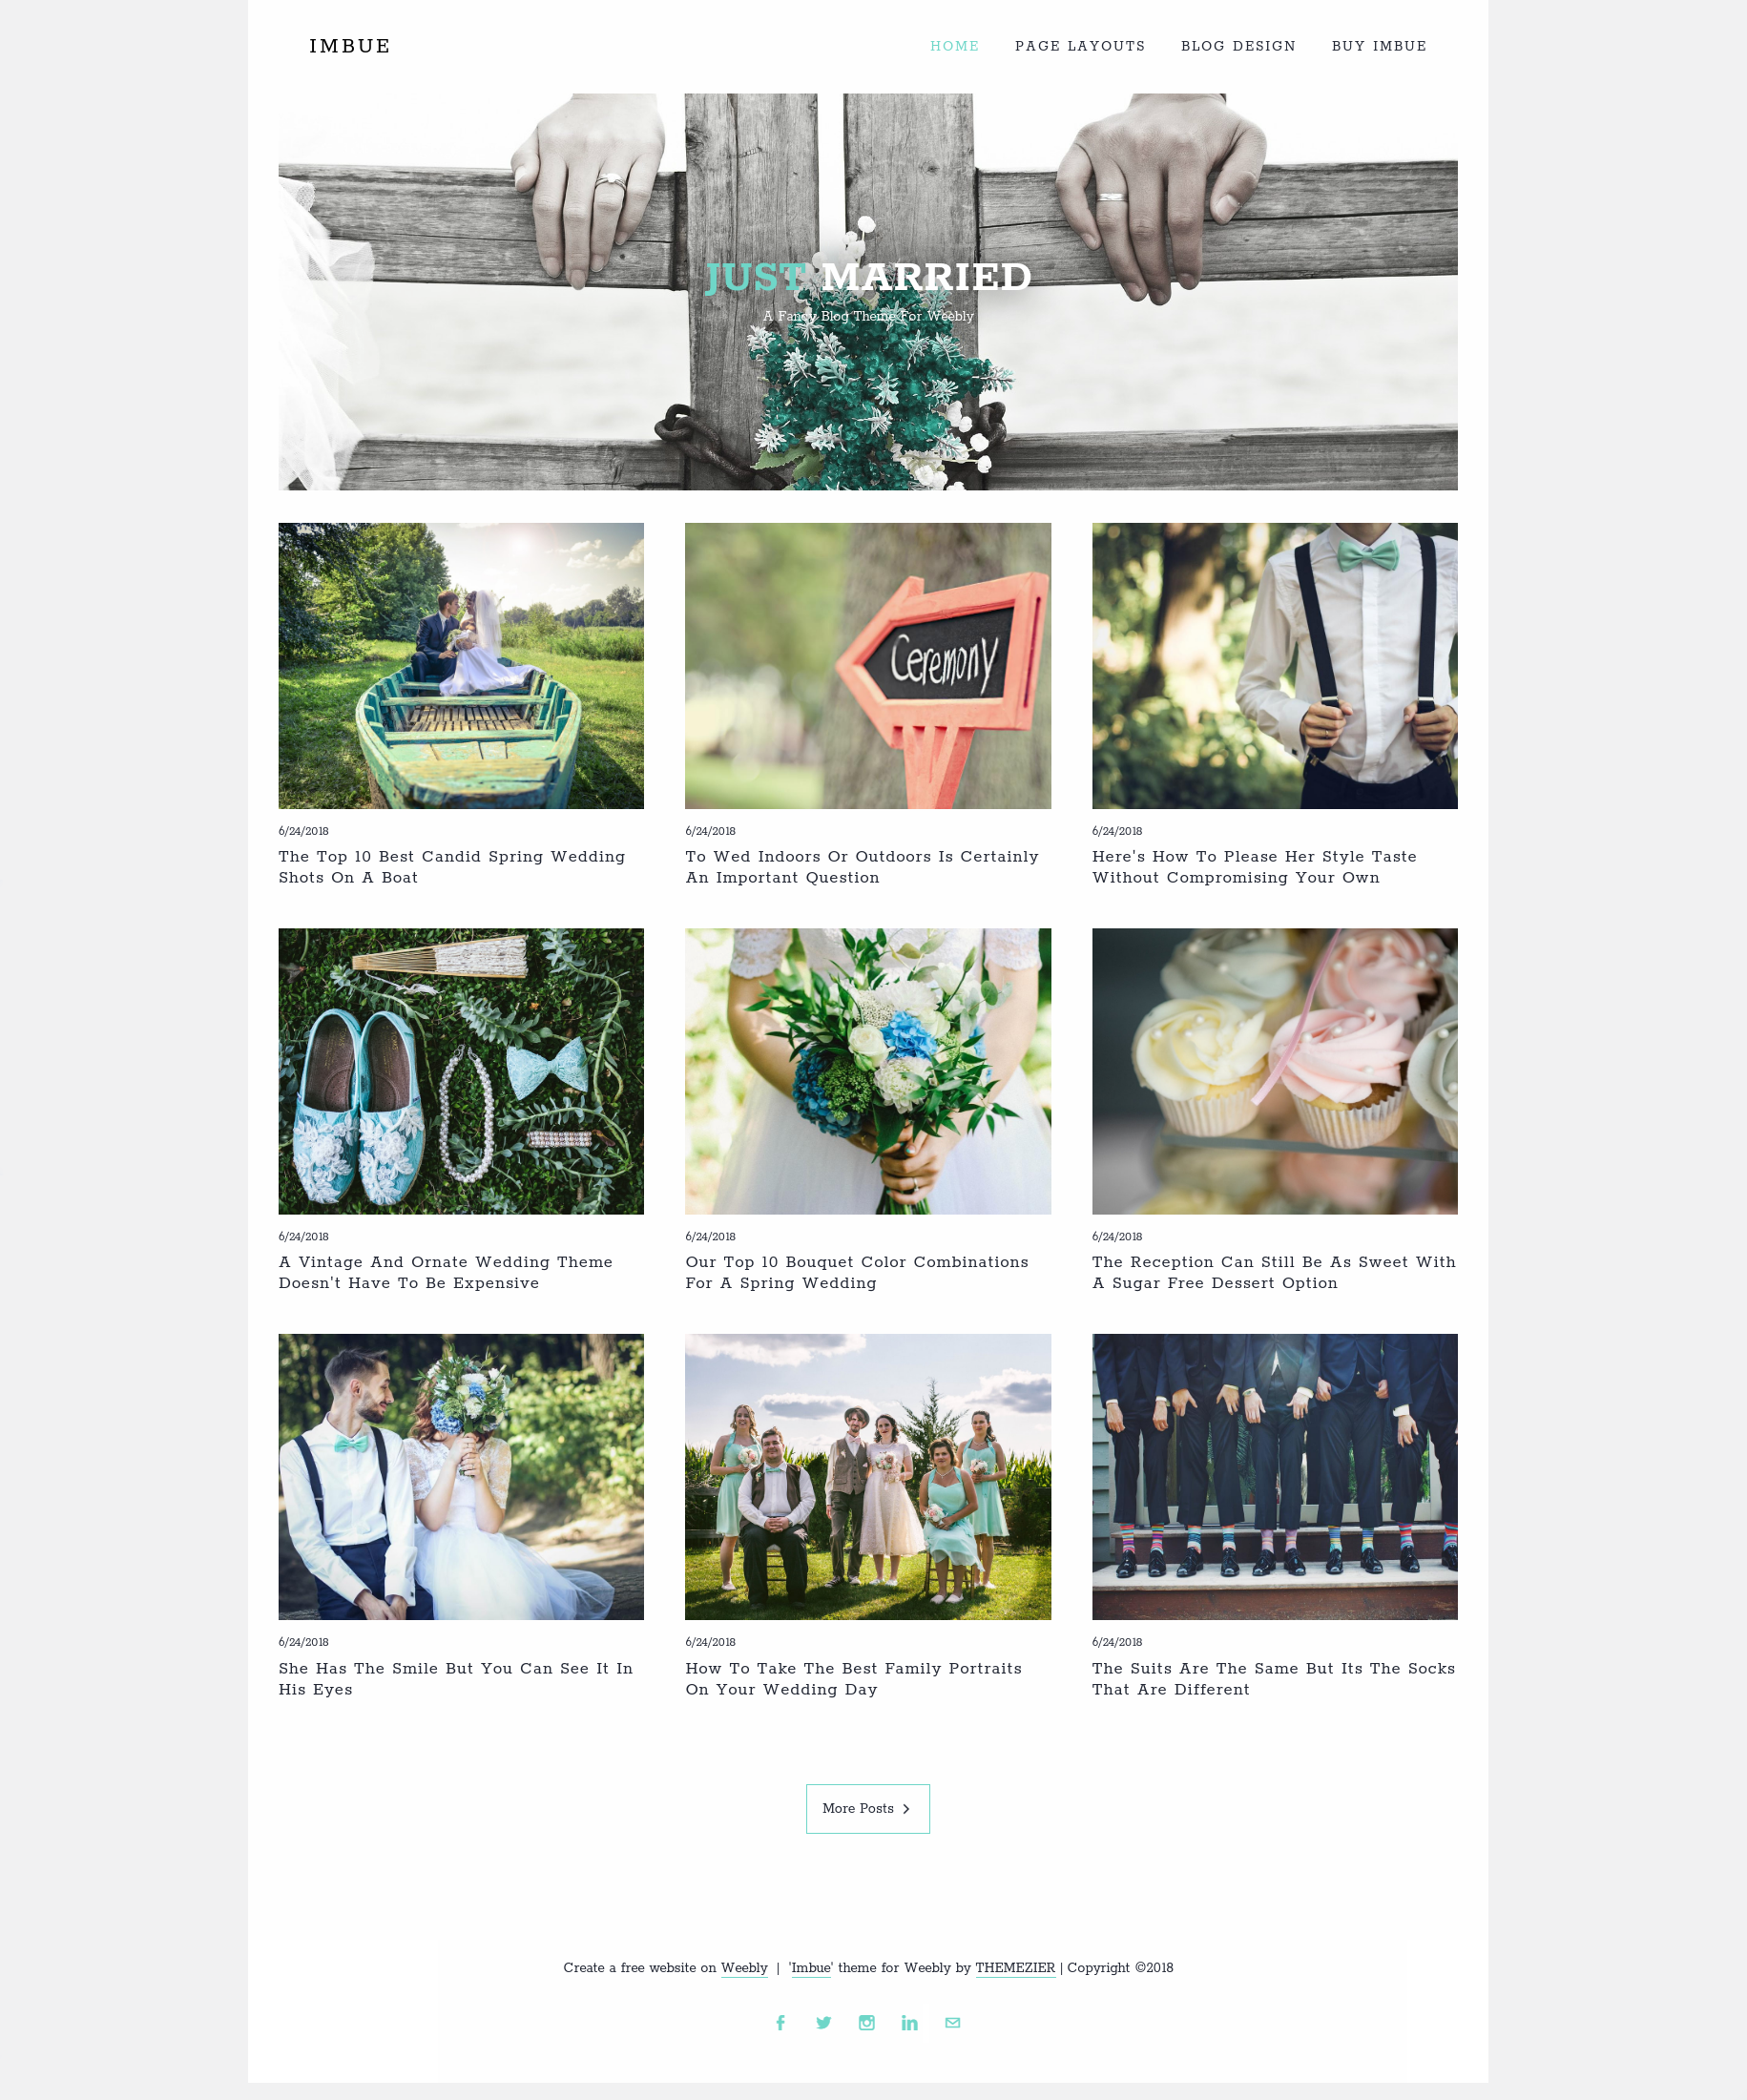 IMBUE
HOME PAGE LAYOUTS BLOG DESIGN BUY IMBUE
JUST MARRIED
A Fancy Blog Theme For Weebly
Ceremony
6/24/2018
The Top 10 Best Candid Spring Wedding
Shots On A Boat
6/24/2018
To Wed Indoors Or Outdoors Is Certainly
An Important Question
6/24/2018
Here's How To Please Her Style Taste
Without Compromising Your Own
6/24/2018
A Vintage And Ornate Wedding Theme
Doesn't Have To Be Expensive
6/24/2018
Our Top 10 Bouquet Color Combinations
For A Spring Wedding
6/24/2018
The Reception Can Still Be As Sweet With
A Sugar Free Dessert Option
6/24/2018
She Has The Smile But You Can See It In
His Eyes
6/24/2018
How To Take The Best Family Portraits
On Your Wedding Day
6/24/2018
The Suits Are The Same But Its The Socks
That Are Different
More Posts
Create a free website on Weebly | 'Imbue' theme for Weebly by THEMEZIER | Copyright ©2018